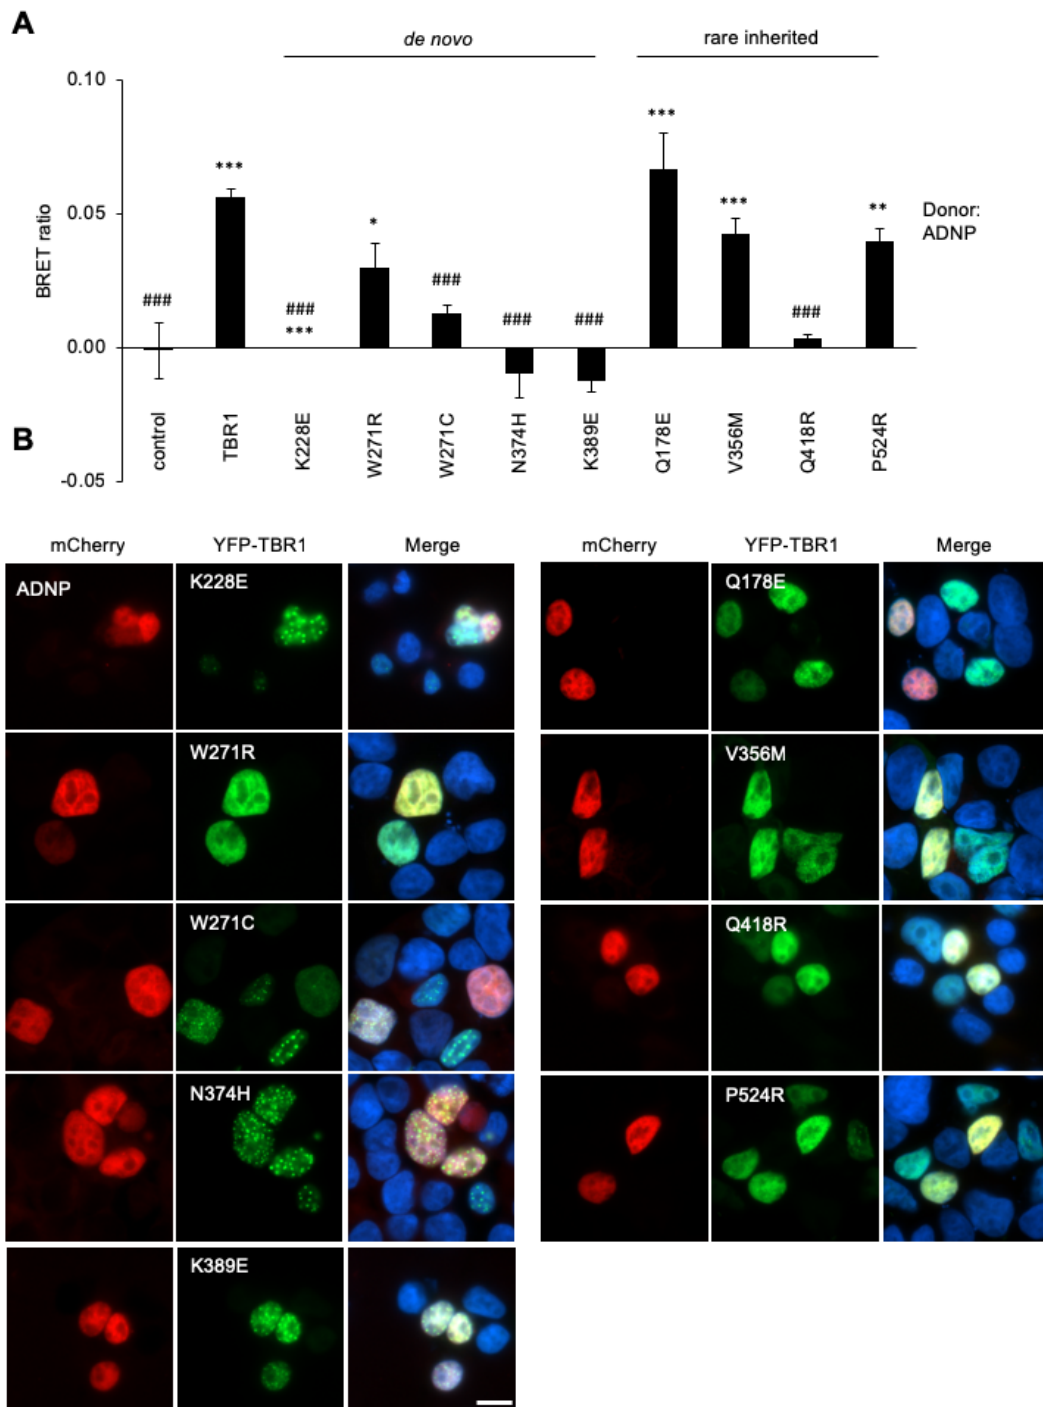 A
de novo
rare inherited
0.10
0.05
0.00
-0.05
BRET ratio
###
***
###
***
*
###
###
###
***
***
###
**
Donor:
ADNP
control
TBR1
K228E
W271R
W271C
N374H
K389E
Q178E
V356M
Q418R
P524R
B
mCherry
YFP-TBR1
Merge
mCherry
YFP-TBR1
Merge
ADNP
K228E
Q178E
W271R
V356M
W271C
Q418R
N374H
P524R
K389E